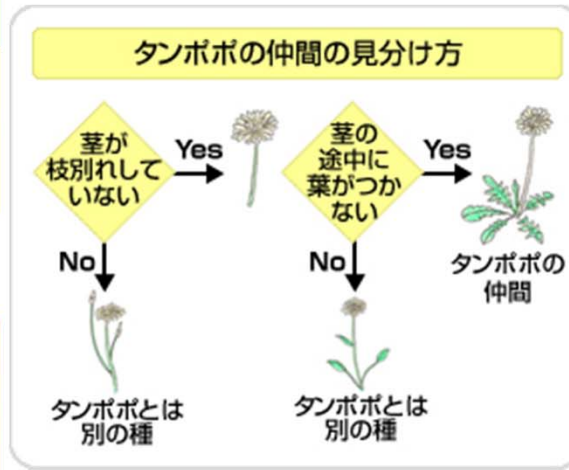 タンポポの仲間の見分け方
茎が
枝別れして
いない
Yes
No
タンポポとは
別の種
茎の
途中に
葉がつか
ない
Yes
No
タンポポとは
別の種
タンポポの
仲間